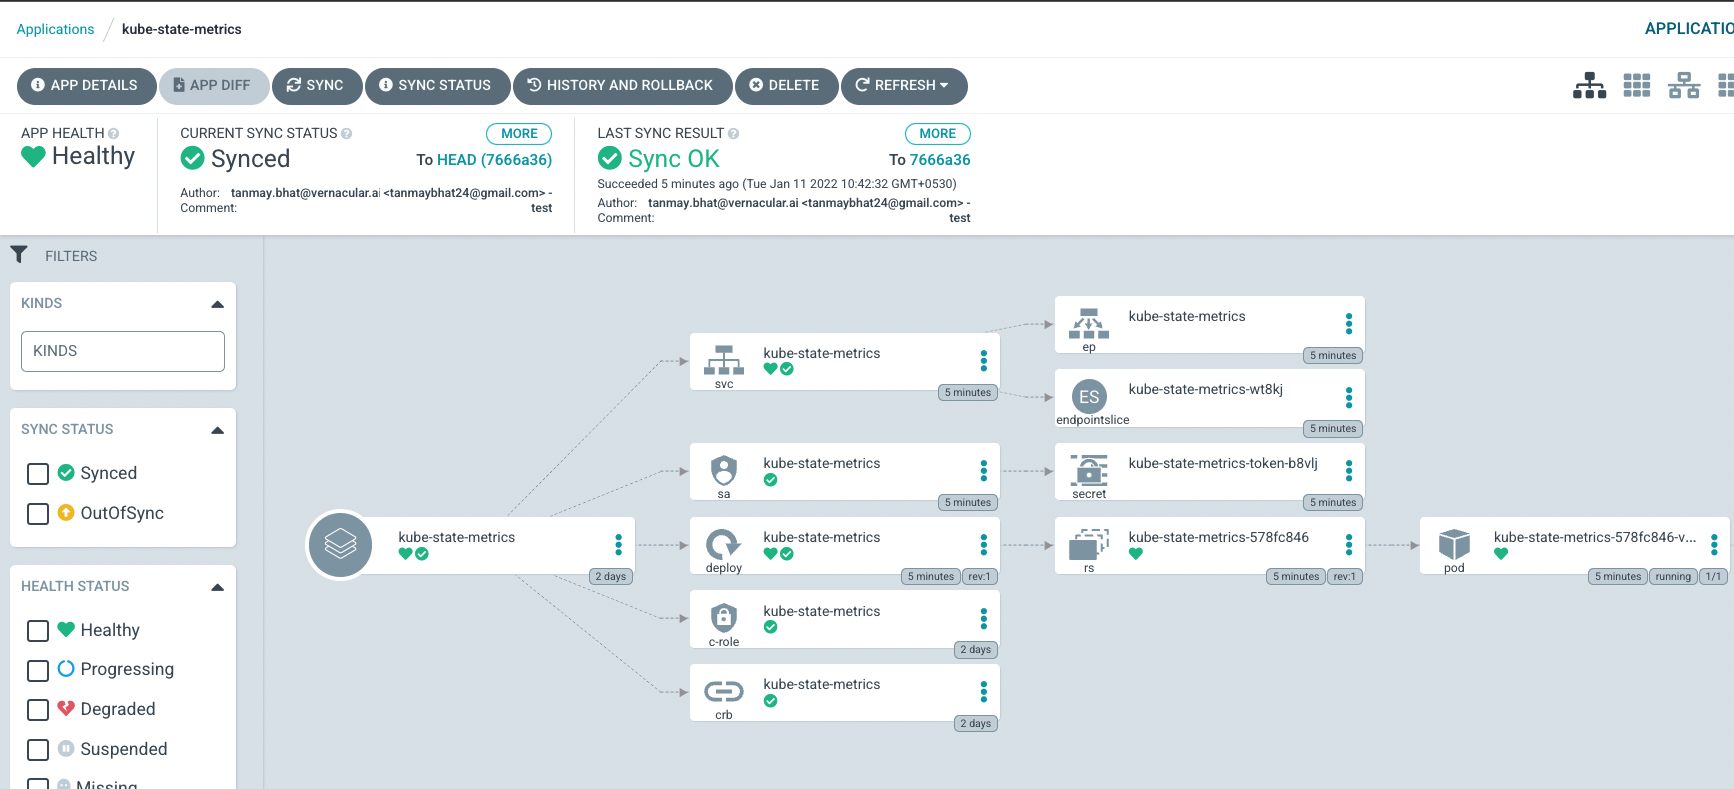 Applications / kube-state-metrics
APPLICATIO
APP DETAILS
APP DIFF
SYNC
SYNC STATUS
HISTORY AND ROLLBACK
DELETE
REFRESH
APP HEALTH
Healthy
CURRENT SYNC STATUS
MORE
Synced
To HEAD (7666a36)
Author: tanmay.bhat@vernacular.ai <tanmaybhat24@gmail.com> -
Comment: test
LAST SYNC RESULT
MORE
Sync OK
To 7666a36
Succeeded 5 minutes ago (Tue Jan 11 2022 10:42:32 GMT+0530)
Author: tanmay.bhat@vernacular.ai <tanmaybhat24@gmail.com> -
Comment: test
FILTERS
KINDS
KINDS
SYNC STATUS
Synced
OutOfSync
HEALTH STATUS
Healthy
Progressing
Degraded
Suspended
Missing
kube-state-metrics
2 days
kube-state-metrics
svc
5 minutes
kube-state-metrics
sa
5 minutes
kube-state-metrics
deploy
5 minutes
rev:1
kube-state-metrics
c-role
2 days
kube-state-metrics
crb
2 days
kube-state-metrics
ep
5 minutes
ES
kube-state-metrics-wt8kj
endpointslice
5 minutes
kube-state-metrics-token-b8vlj
secret
5 minutes
kube-state-metrics-578fc846
rs
5 minutes
rev:1
kube-state-metrics-578fc846-v...
pod
5 minutes
running
1/1